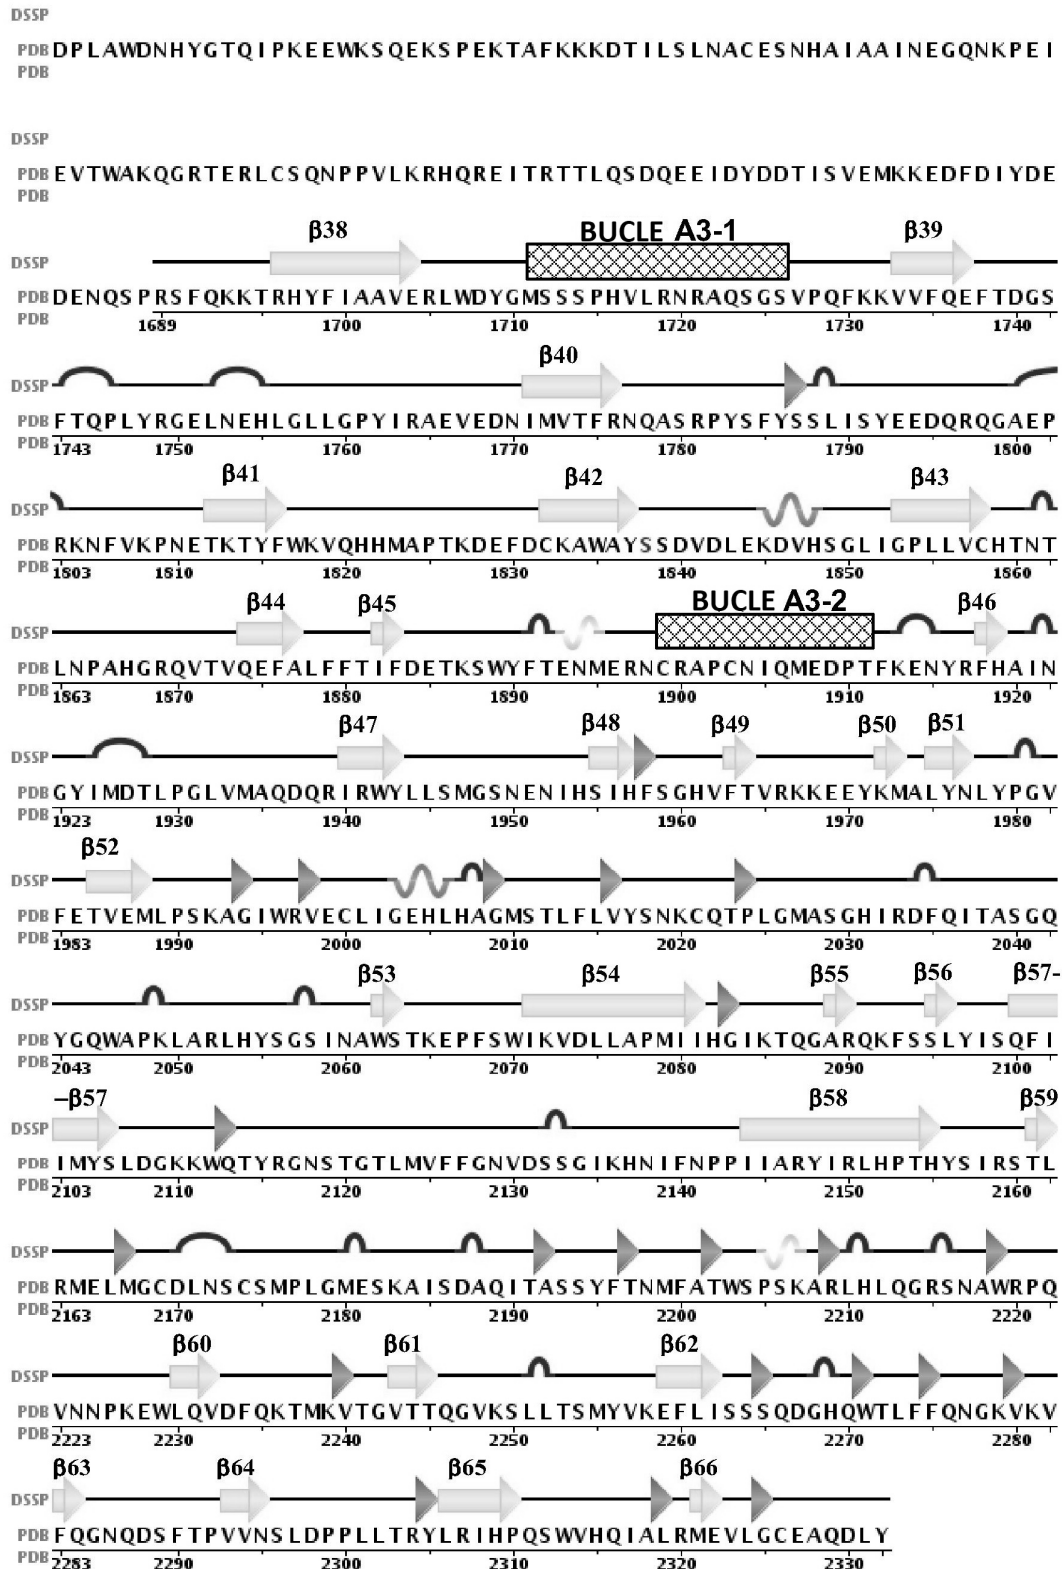 DSSP
PDB DPLAWDNHYGTQIPKEEWKSQEKSPEKTAFKKKDTILSLNACESNHAIAAINEGQNKPEI
PDB
DSSP
PDB EVTWAKQGRTERLCSQNPPVLKRHQREITRTTLQSDQEEIDYDDTISVEMKKEDFDIYDE
PDB
β38 BUCLE A3-1 β39
DSSP
PDB DENQSPRSFQKKTRHYFIAAVERLWDYGMSSSPHVLRNRAQSGSVPQFKKVVFQEFTDGS
PDB 1689 1700 1710 1720 1730 1740
β40
DSSP
PDB FTQPLYRGELNEHLGLLGPYIRAEVEDNIMVTFRNQASRPYSFYSSLISYEEDQRQGAEP
PDB 1743 1750 1760 1770 1780 1790 1800
β41 β42 β43
DSSP
PDB RKNFVKPNETKTYFWKVQHHMAPTKDEFDCKAWAYSSDVDLEKDVHSGLIGPLLVCHTNT
PDB 1803 1810 1820 1830 1840 1850 1860
β44 β45 BUCLE A3-2 β46
DSSP
PDB LNPAHGRQVTVQEFALFFTIFDETKSWYFTENMERNCRAPCNIQMEDPTFKENYRFHAIN
PDB 1863 1870 1880 1890 1900 1910 1920
β47 β48 β49 β50 β51
DSSP
PDB GYIMDTLPGLVMAQDQRIRWYLLSMGSNENIHSIHFSGHVFTVRKKEEYKMALYNLYPGV
PDB 1923 1930 1940 1950 1960 1970 1980
β52
DSSP
PDB FETVEMLPSKAGIWRVECLIGEHLHAGMSTLFLVYSNKCQTPLGMASGHIRDFQITASGQ
PDB 1983 1990 2000 2010 2020 2030 2040
β53 β54 β55 β56 β57-
DSSP
PDB YGQWAPKLARLHYSGSINAWSTKEPFSWIKVDLLAPMIIHGIKTQGARQKFSSLYISQFI
PDB 2043 2050 2060 2070 2080 2090 2100
–β57 β58 β59
DSSP
PDB IMYSLDGKKWQTYRGNSTGTLMVFFGNVDSSGIKHNIFNPPIIARYIRLHPTHYSIRSTL
PDB 2103 2110 2120 2130 2140 2150 2160
DSSP
PDB RMELMGCDLNSCSMPLGMESKAISDAQITASSYFTNMFATWSPSKARLHLQGRSNAWRPQ
PDB 2163 2170 2180 2190 2200 2210 2220
β60 β61 β62
DSSP
PDB VNNPKEWLQVDFQKTMKVTGVTTQGVKSLLTSMYVKEFLISSSQDGHQWTLFFQNGKVKV
PDB 2223 2230 2240 2250 2260 2270 2280
β63 β64 β65 β66
DSSP
PDB FQGNQDSFTPVVNSLDPPLLTRYLRIHPQSWVHQIALRMEVLGCEAQDLY
PDB 2283 2290 2300 2310 2320 2330